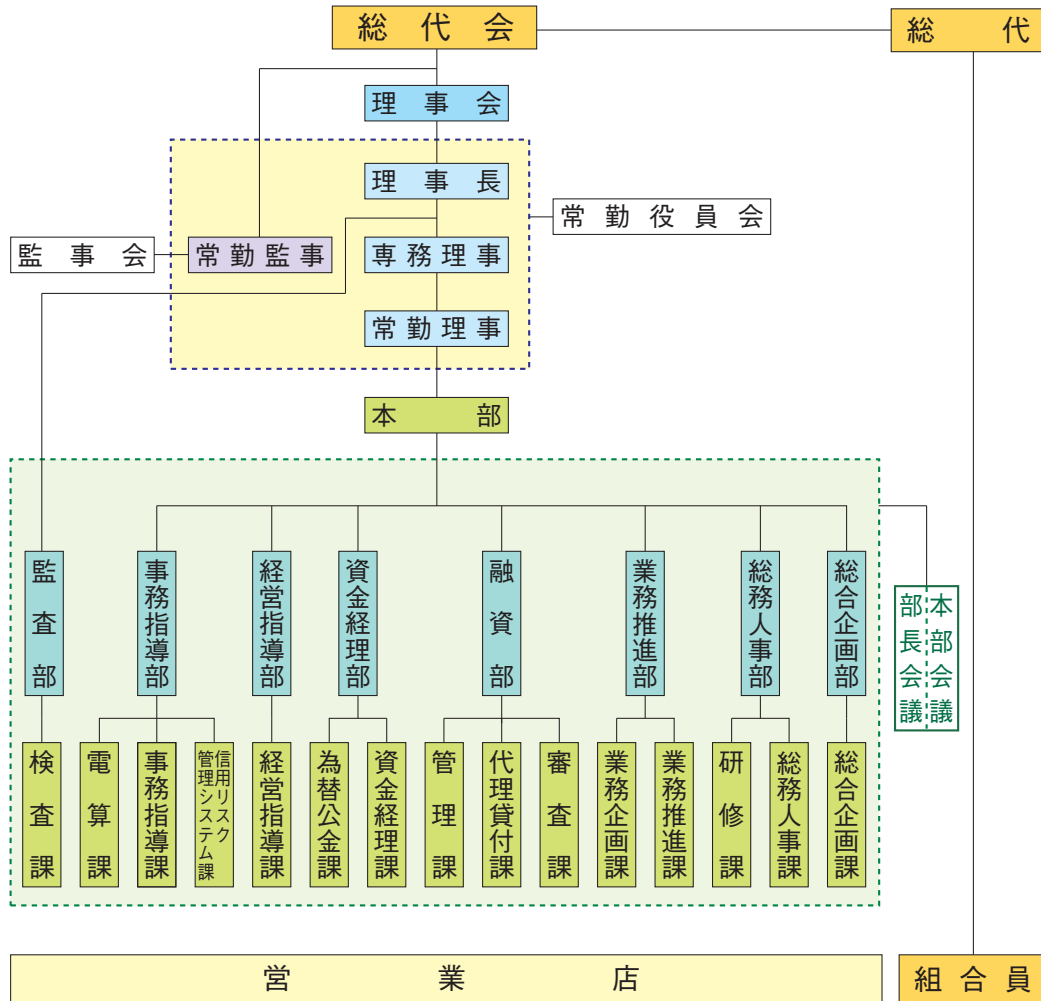 総代会
総代
理事会
理事長
常勤役員会
監事会
常勤監事
専務理事
常勤理事
本部
監査部
事務指導部
経営指導部
資金経理部
融資部
業務推進部
総務人事部
総合企画部
本部会議
部長会議
検査課
電算課
事務指導課
信用リスク
管理システム課
経営指導課
為替公金課
資金経理課
管理課
代理貸付課
審査課
業務企画課
業務推進課
研修課
総務人事課
総合企画課
営業店
組合員